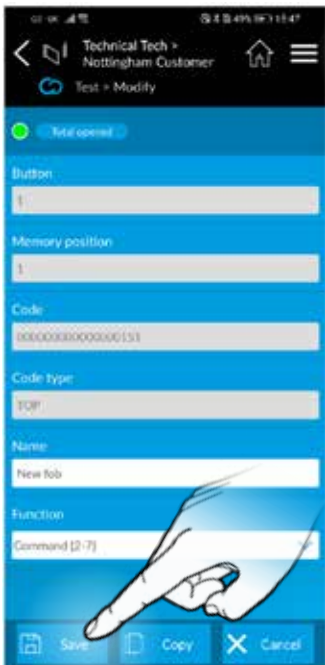 Technical Tech >
Nottingham Customer
Test > Modify
Total opened
Button
1
Memory position
1
Code
Code type
TOP
Name
New fob
Function
Command [2-7]
Save
Copy
Cancel